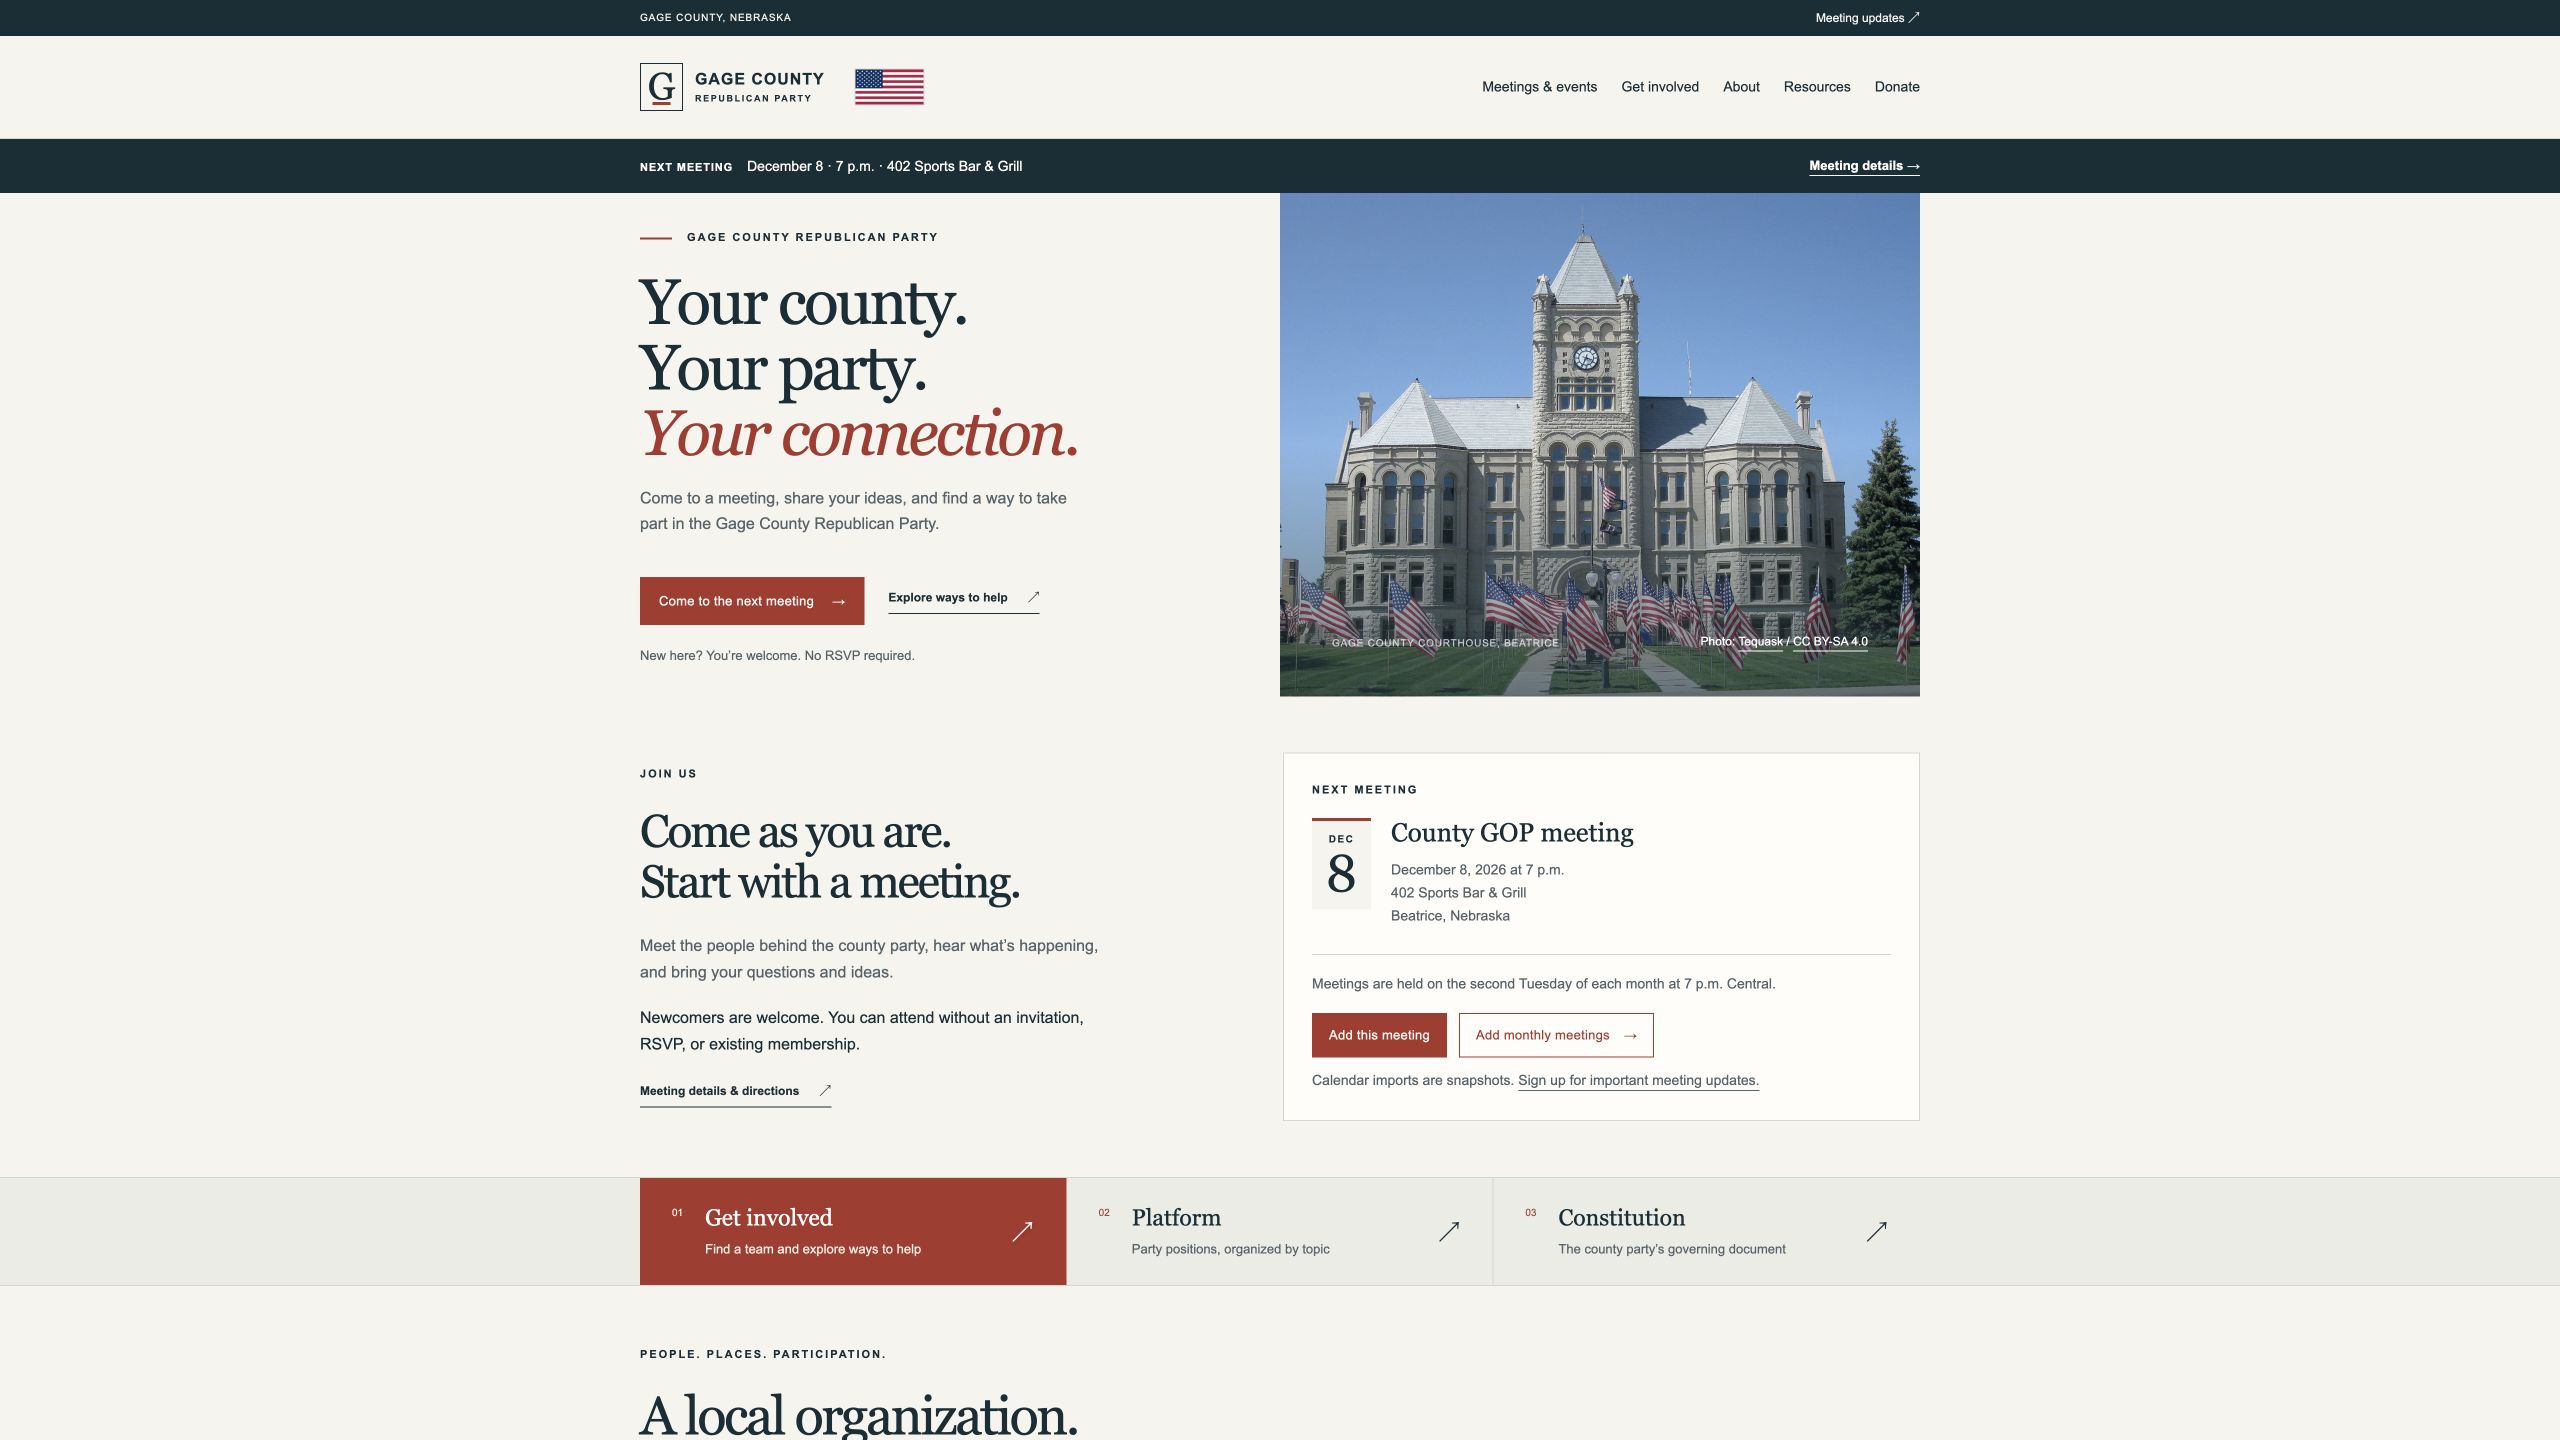 GAGE COUNTY, NEBRASKA
Meeting updates ↗
G
GAGE COUNTY
REPUBLICAN PARTY
Meetings & events
Get involved
About
Resources
Donate
NEXT MEETING December 8 · 7 p.m. · 402 Sports Bar & Grill
Meeting details →
GAGE COUNTY REPUBLICAN PARTY
Your county.
Your party.
Your connection.
Come to a meeting, share your ideas, and find a way to take
part in the Gage County Republican Party.
Come to the next meeting →
Explore ways to help ↗
New here? You’re welcome. No RSVP required.
GAGE COUNTY COURTHOUSE, BEATRICE
Photo: Tequask / CC BY-SA 4.0
JOIN US
Come as you are.
Start with a meeting.
Meet the people behind the county party, hear what’s happening,
and bring your questions and ideas.
Newcomers are welcome. You can attend without an invitation,
RSVP, or existing membership.
Meeting details & directions ↗
NEXT MEETING
DEC
8
County GOP meeting
December 8, 2026 at 7 p.m.
402 Sports Bar & Grill
Beatrice, Nebraska
Meetings are held on the second Tuesday of each month at 7 p.m. Central.
Add this meeting
Add monthly meetings →
Calendar imports are snapshots. Sign up for important meeting updates.
01 Get involved ↗
Find a team and explore ways to help
02 Platform ↗
Party positions, organized by topic
03 Constitution ↗
The county party’s governing document
PEOPLE. PLACES. PARTICIPATION.
A local organization.